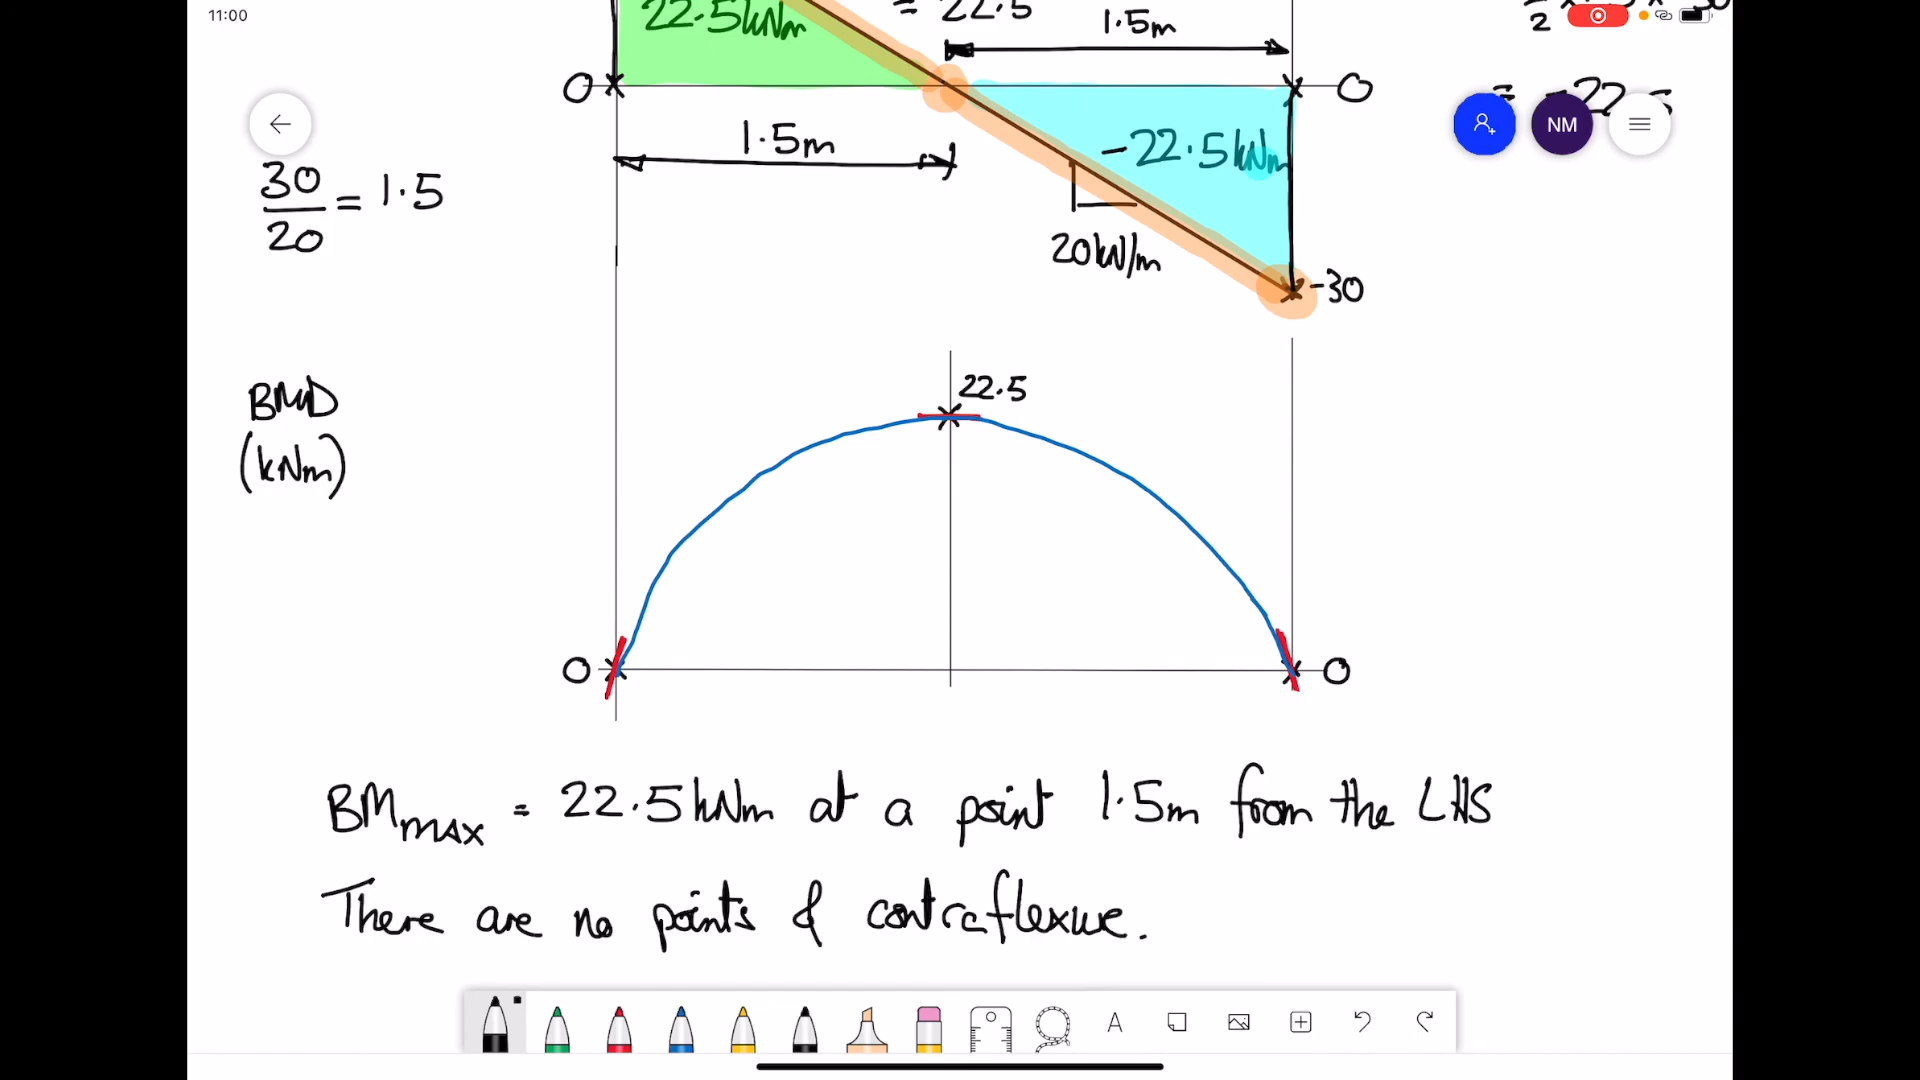 11:00
22.5kNm
= 22.5
1.5m
2
0
0
NM
1.5m
-22.5kNm
30
20
= 1.5
20kN/m
-30
22.5
BMD
(kNm)
0
0
BMmax = 22.5kNm at a point 1.5m from the LHS
There are no points of contraflexure.
A